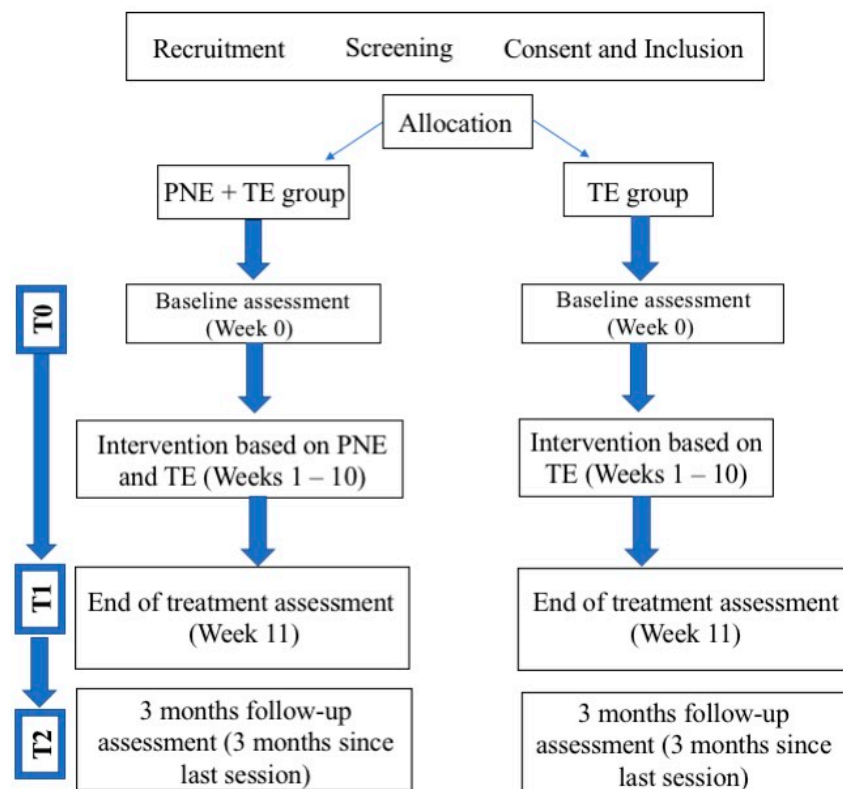 Recruitment Screening Consent and Inclusion
Allocation
PNE + TE group
TE group
T0
Baseline assessment
(Week 0)
Baseline assessment
(Week 0)
Intervention based on PNE
and TE (Weeks 1 – 10)
Intervention based on
TE (Weeks 1 – 10)
T1
End of treatment assessment
(Week 11)
End of treatment assessment
(Week 11)
T2
3 months follow-up
assessment (3 months since
last session)
3 months follow-up
assessment (3 months since
last session)